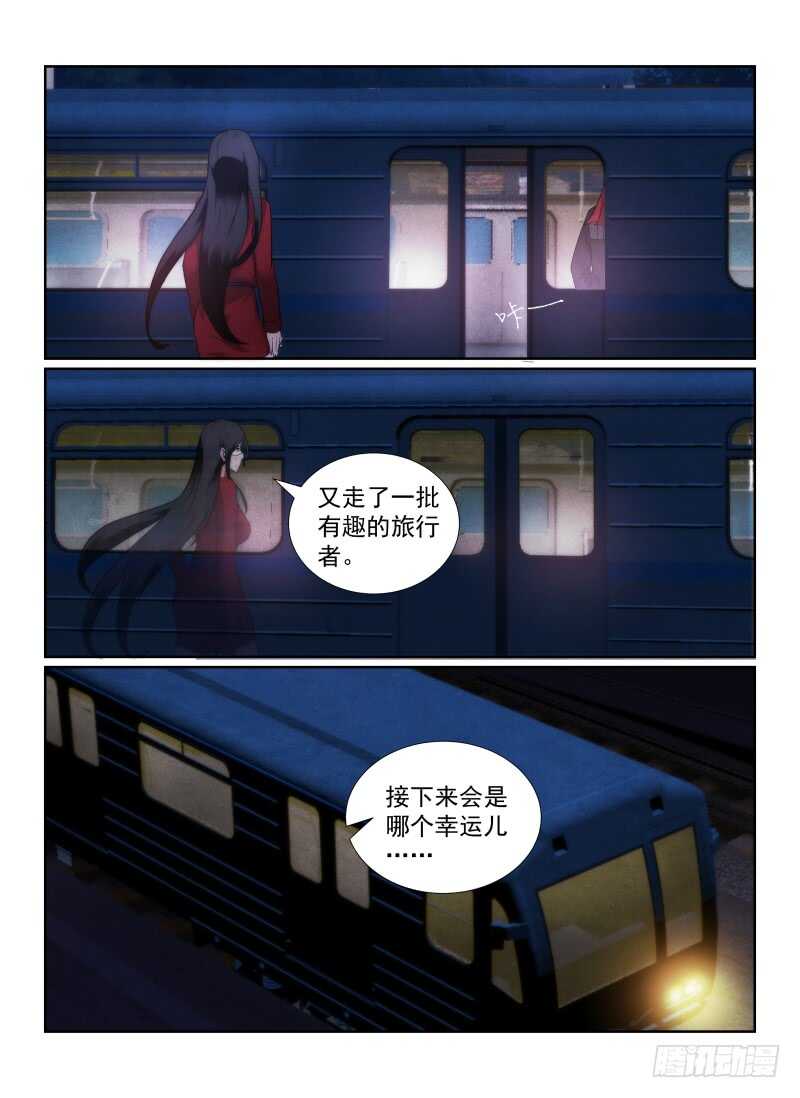 咔一
又走了一批
有趣的旅行
者。
接下来会是
哪个幸运儿
……
腾讯动漫